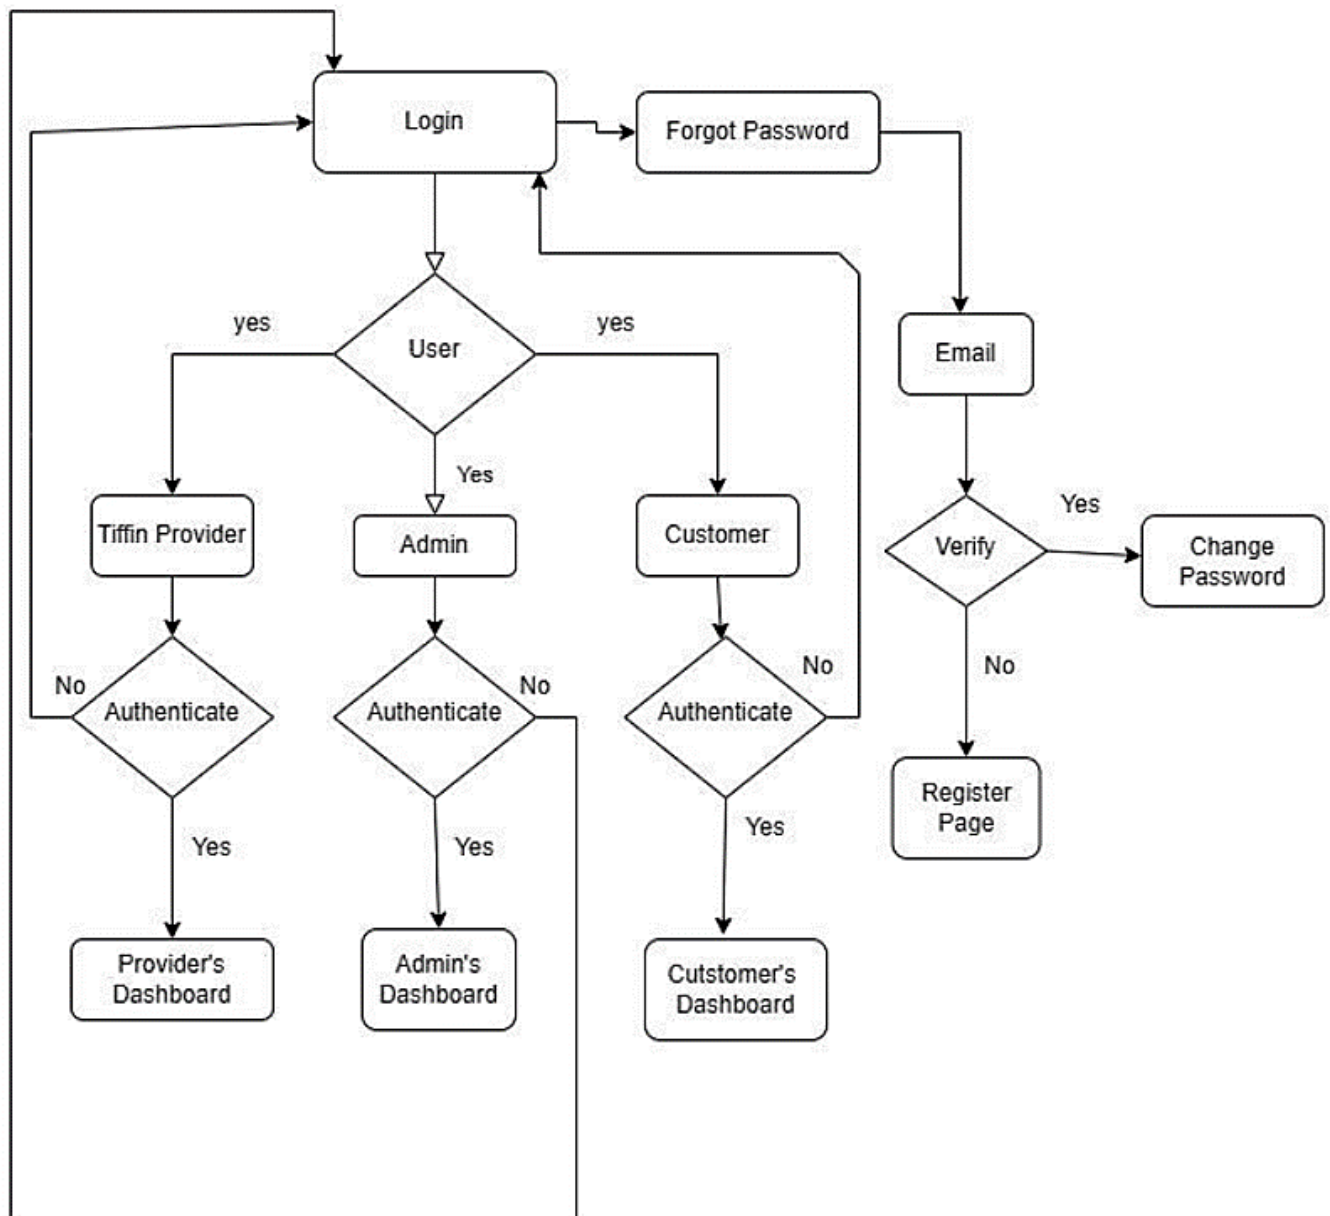 Login
Forgot Password
yes
User
yes
Email
Yes
Tiffin Provider
Admin
Customer
Yes
Verify
Change
Password
No
Authenticate
No
Authenticate
No
Authenticate
No
Yes
Yes
Yes
Register
Page
Provider's
Dashboard
Admin's
Dashboard
Cutstomer's
Dashboard